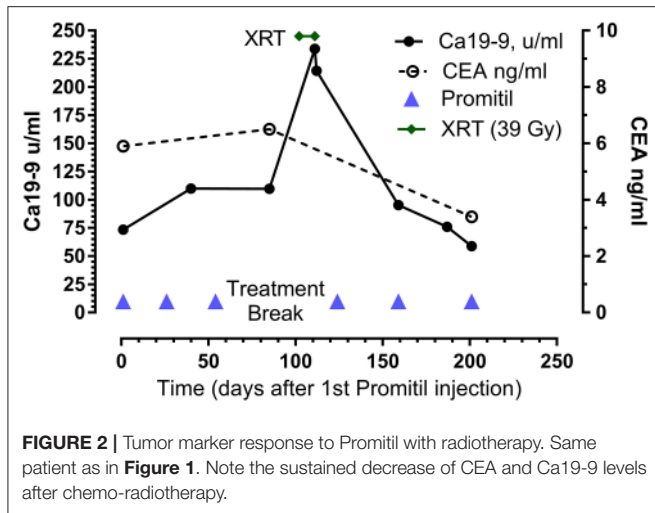 XRT
Ca19-9, u/ml
CEA ng/ml
Promitil
XRT (39 Gy)
Ca19-9 u/ml
250
225
200
175
150
125
100
75
50
25
0
CEA ng/ml
10
8
6
4
2
0
Treatment
Break
0 50 100 150 200 250
Time (days after 1st Promitil injection)
FIGURE 2 | Tumor marker response to Promitil with radiotherapy. Same
patient as in Figure 1. Note the sustained decrease of CEA and Ca19-9 levels
after chemo-radiotherapy.